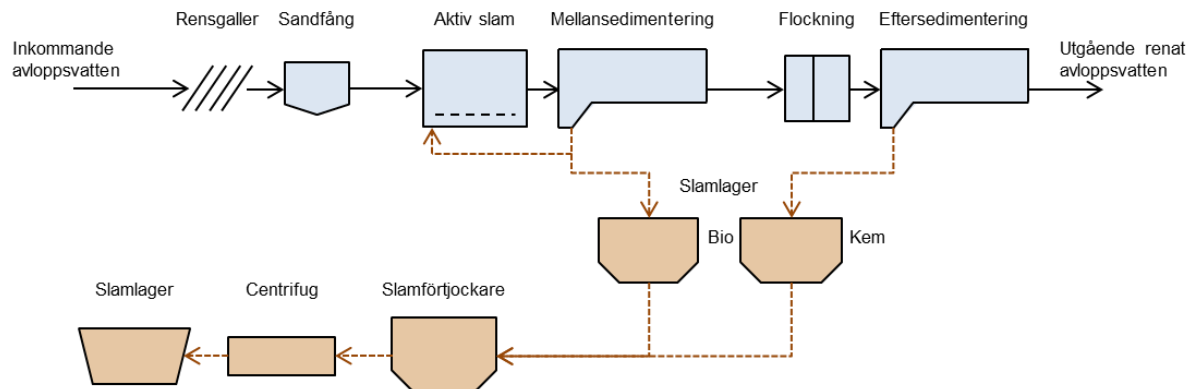 Rensgaller
Sandfång
Aktiv slam
Mellansedimentering
Flockning
Eftersedimentering
Inkommande
avloppsvatten
Utgående renat
avloppsvatten
Slamlager
Bio
Kem
Slamlager
Centrifug
Slamförtjockare